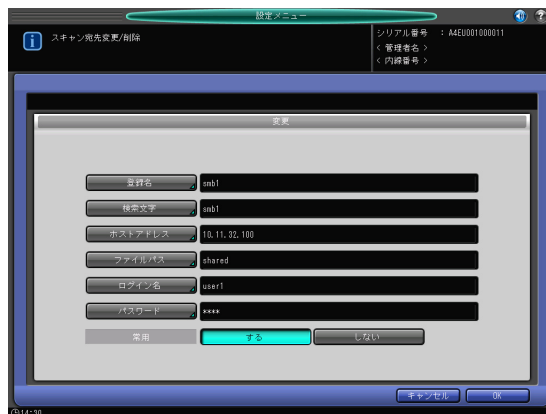 設定メニュー
スキャン宛先変更/削除
シリアル番号 : A4EU001000011
< 管理者名 >
< 内線番号 >
変更
登録名 smb1
検索文字 smb1
ホストアドレス 10.11.32.100
ファイルパス shared
ログイン名 user1
パスワード ****
常用 する しない
キャンセル OK
14:30